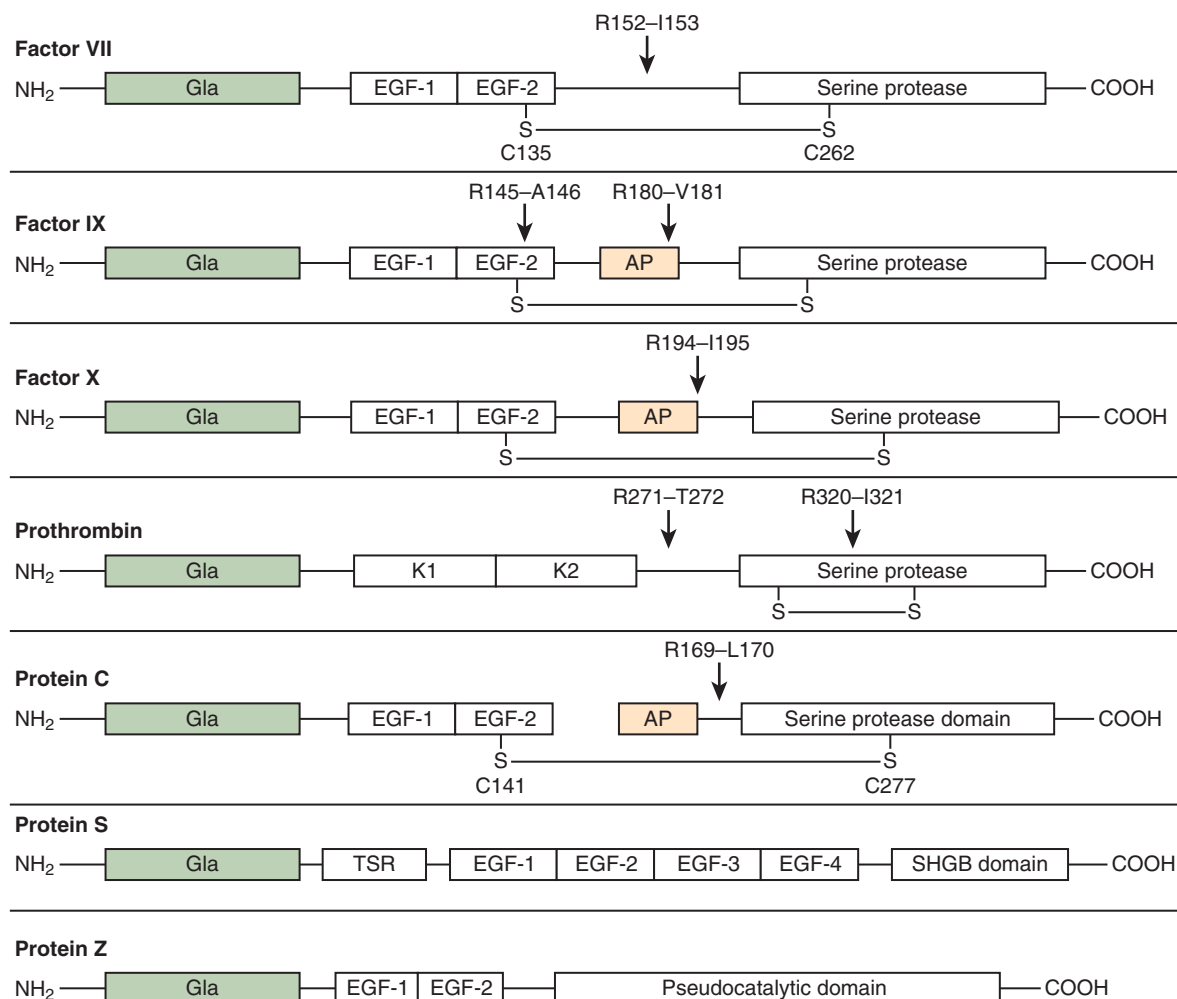 R152–I153
Factor VII
NH₂ Gla EGF-1 EGF-2 Serine protease COOH
S S
C135 C262
R145–A146 R180–V181
Factor IX
NH₂ Gla EGF-1 EGF-2 AP Serine protease COOH
S S
R194–I195
Factor X
NH₂ Gla EGF-1 EGF-2 AP Serine protease COOH
S S
R271–T272 R320–I321
Prothrombin
NH₂ Gla K1 K2 Serine protease COOH
S S
R169–L170
Protein C
NH₂ Gla EGF-1 EGF-2 AP Serine protease domain COOH
S S
C141 C277
Protein S
NH₂ Gla TSR EGF-1 EGF-2 EGF-3 EGF-4 SHGB domain COOH
Protein Z
NH₂ Gla EGF-1 EGF-2 Pseudocatalytic domain COOH